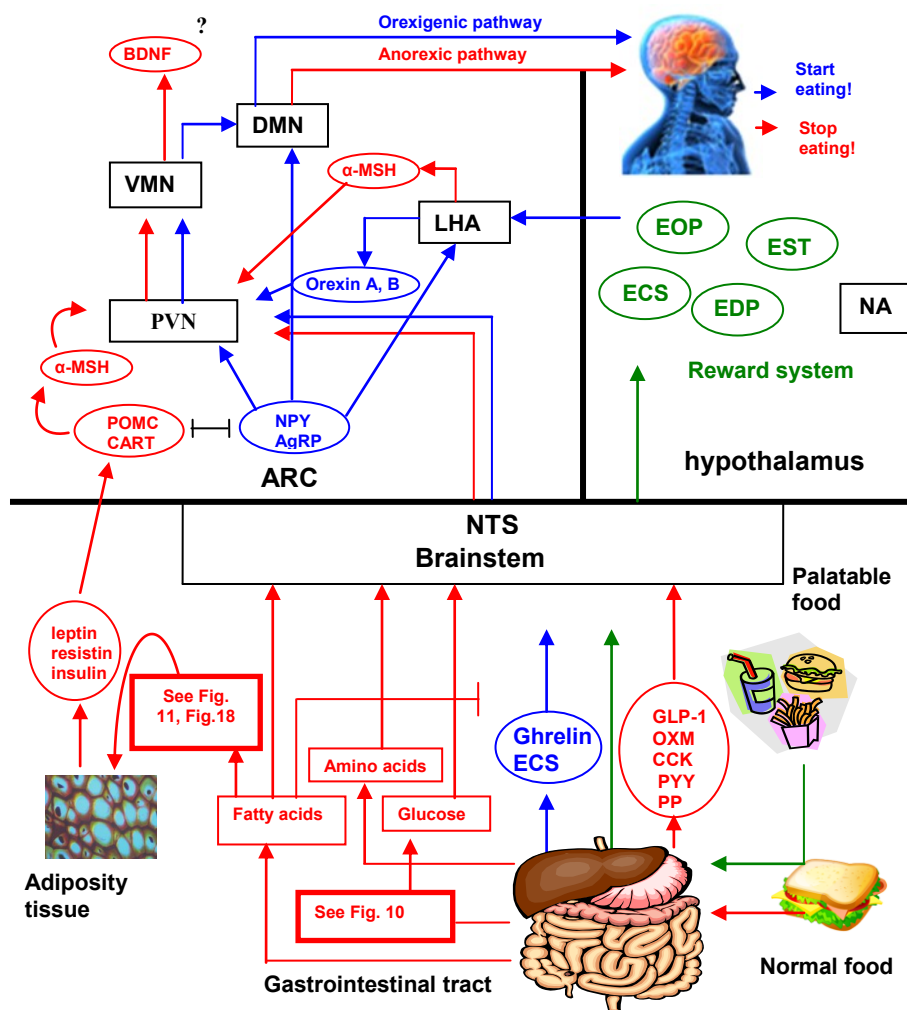 ?
Orexigenic pathway
BDNF
Anorexic pathway
Start
eating!
DMN
Stop
eating!
α-MSH
VMN
LHA
EOP
EST
Orexin A, B
ECS
EDP
NA
PVN
α-MSH
Reward system
POMC
CART
NPY
AgRP
ARC
hypothalamus
NTS
Brainstem
Palatable
food
leptin
resistin
insulin
See Fig.
11, Fig.18
GLP-1
OXM
CCK
PYY
PP
Ghrelin
ECS
Amino acids
Fatty acids
Glucose
Adiposity
tissue
See Fig. 10
Gastrointestinal tract
Normal food